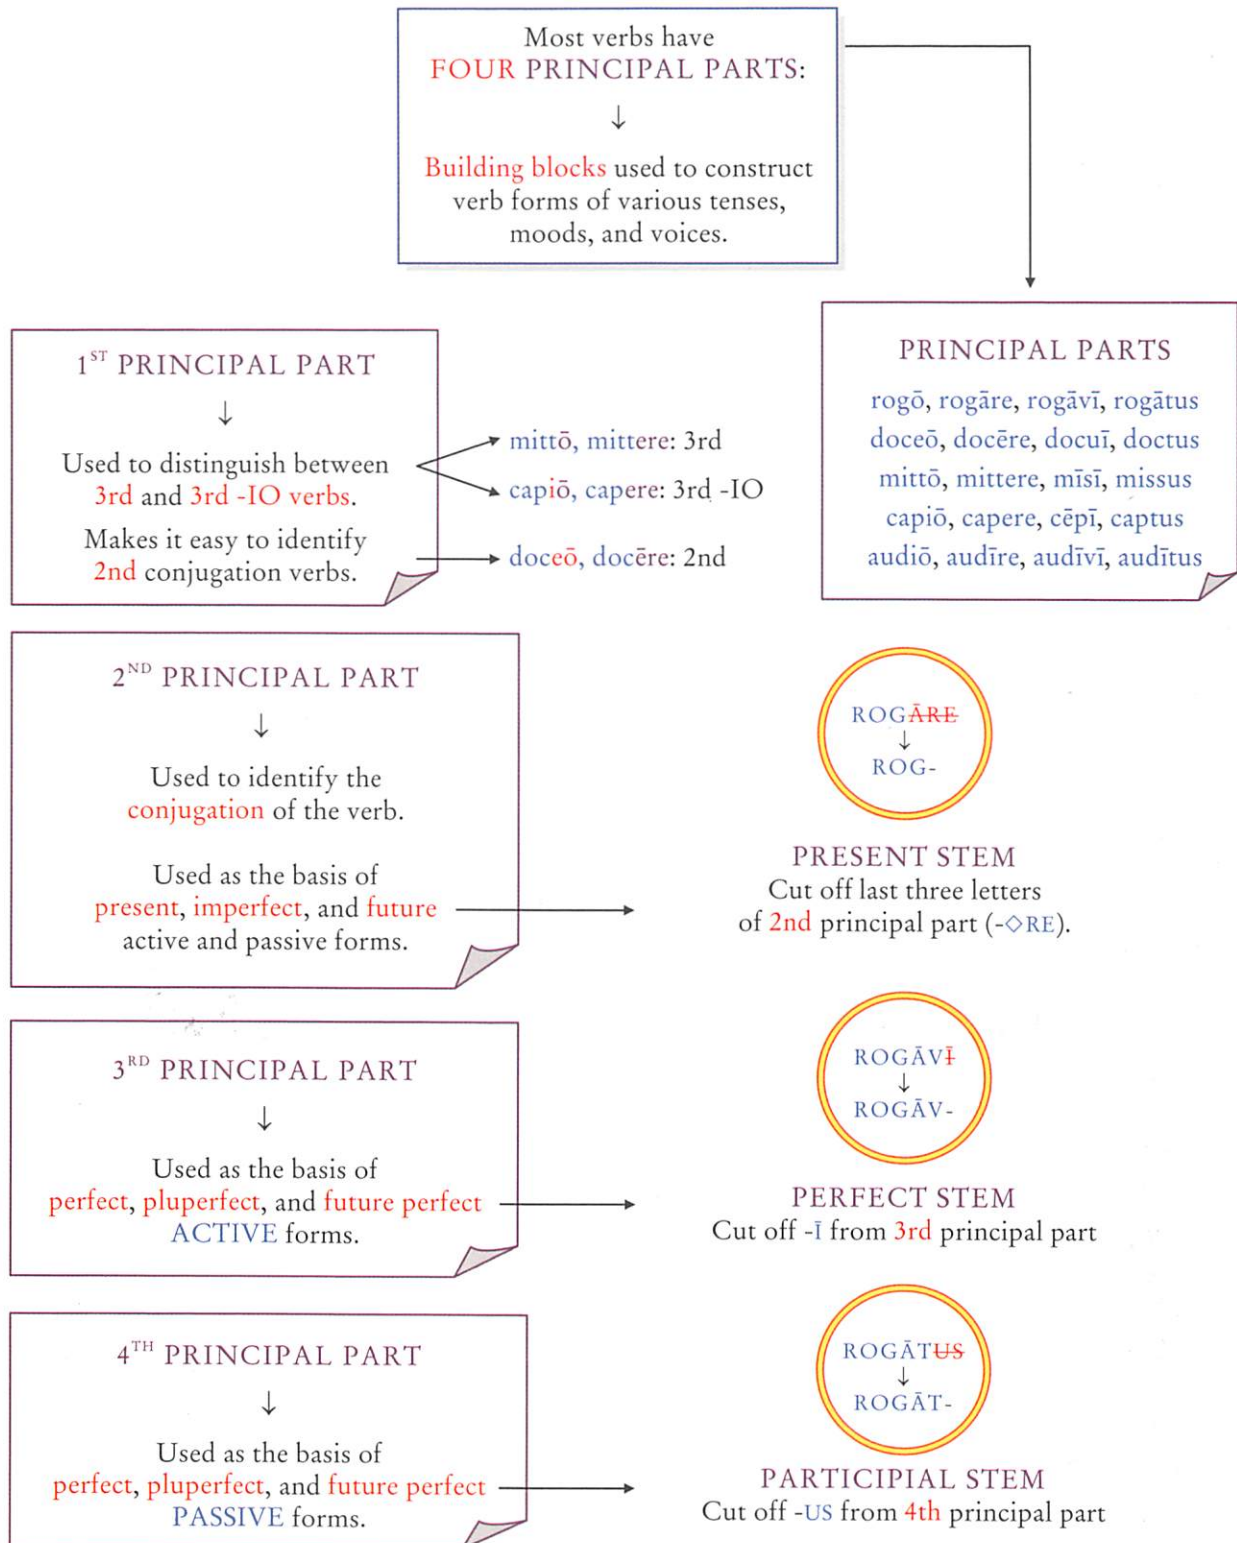 Most verbs have
FOUR PRINCIPAL PARTS:
↓
Building blocks used to construct
verb forms of various tenses,
moods, and voices.
1ST PRINCIPAL PART
↓
Used to distinguish between
3rd and 3rd -IO verbs.
Makes it easy to identify
2nd conjugation verbs.
mittō, mittere: 3rd
capiō, capere: 3rd -IO
doceō, docēre: 2nd
PRINCIPAL PARTS
rogō, rogāre, rogāvī, rogātus
doceō, docēre, docuī, doctus
mittō, mittere, mīsī, missus
capiō, capere, cēpī, captus
audiō, audīre, audīvī, audītus
2ND PRINCIPAL PART
↓
Used to identify the
conjugation of the verb.
Used as the basis of
present, imperfect, and future
active and passive forms.
ROGĀRE
↓
ROG-
PRESENT STEM
Cut off last three letters
of 2nd principal part (-◇RE).
3RD PRINCIPAL PART
↓
Used as the basis of
perfect, pluperfect, and future perfect
ACTIVE forms.
ROGĀVĪ
↓
ROGĀV-
PERFECT STEM
Cut off -Ī from 3rd principal part
4TH PRINCIPAL PART
↓
Used as the basis of
perfect, pluperfect, and future perfect
PASSIVE forms.
ROGĀTUS
↓
ROGĀT-
PARTICIPIAL STEM
Cut off -US from 4th principal part